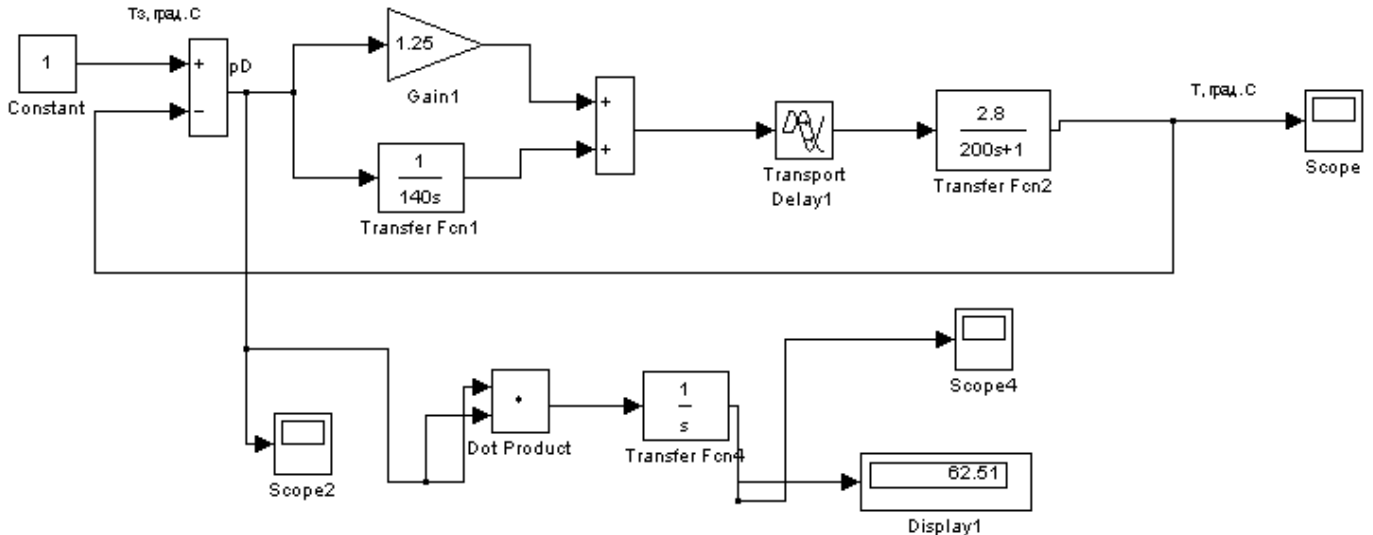 Tз, град. С
1
Constant
+
−
pD
1.25
Gain1
1
140s
Transfer Fcn1
+
+
Transport
Delay1
2.8
200s+1
Transfer Fcn2
T, град. С
Scope
Scope2
Dot Product
1
s
Transfer Fcn4
Scope4
62.51
Display1